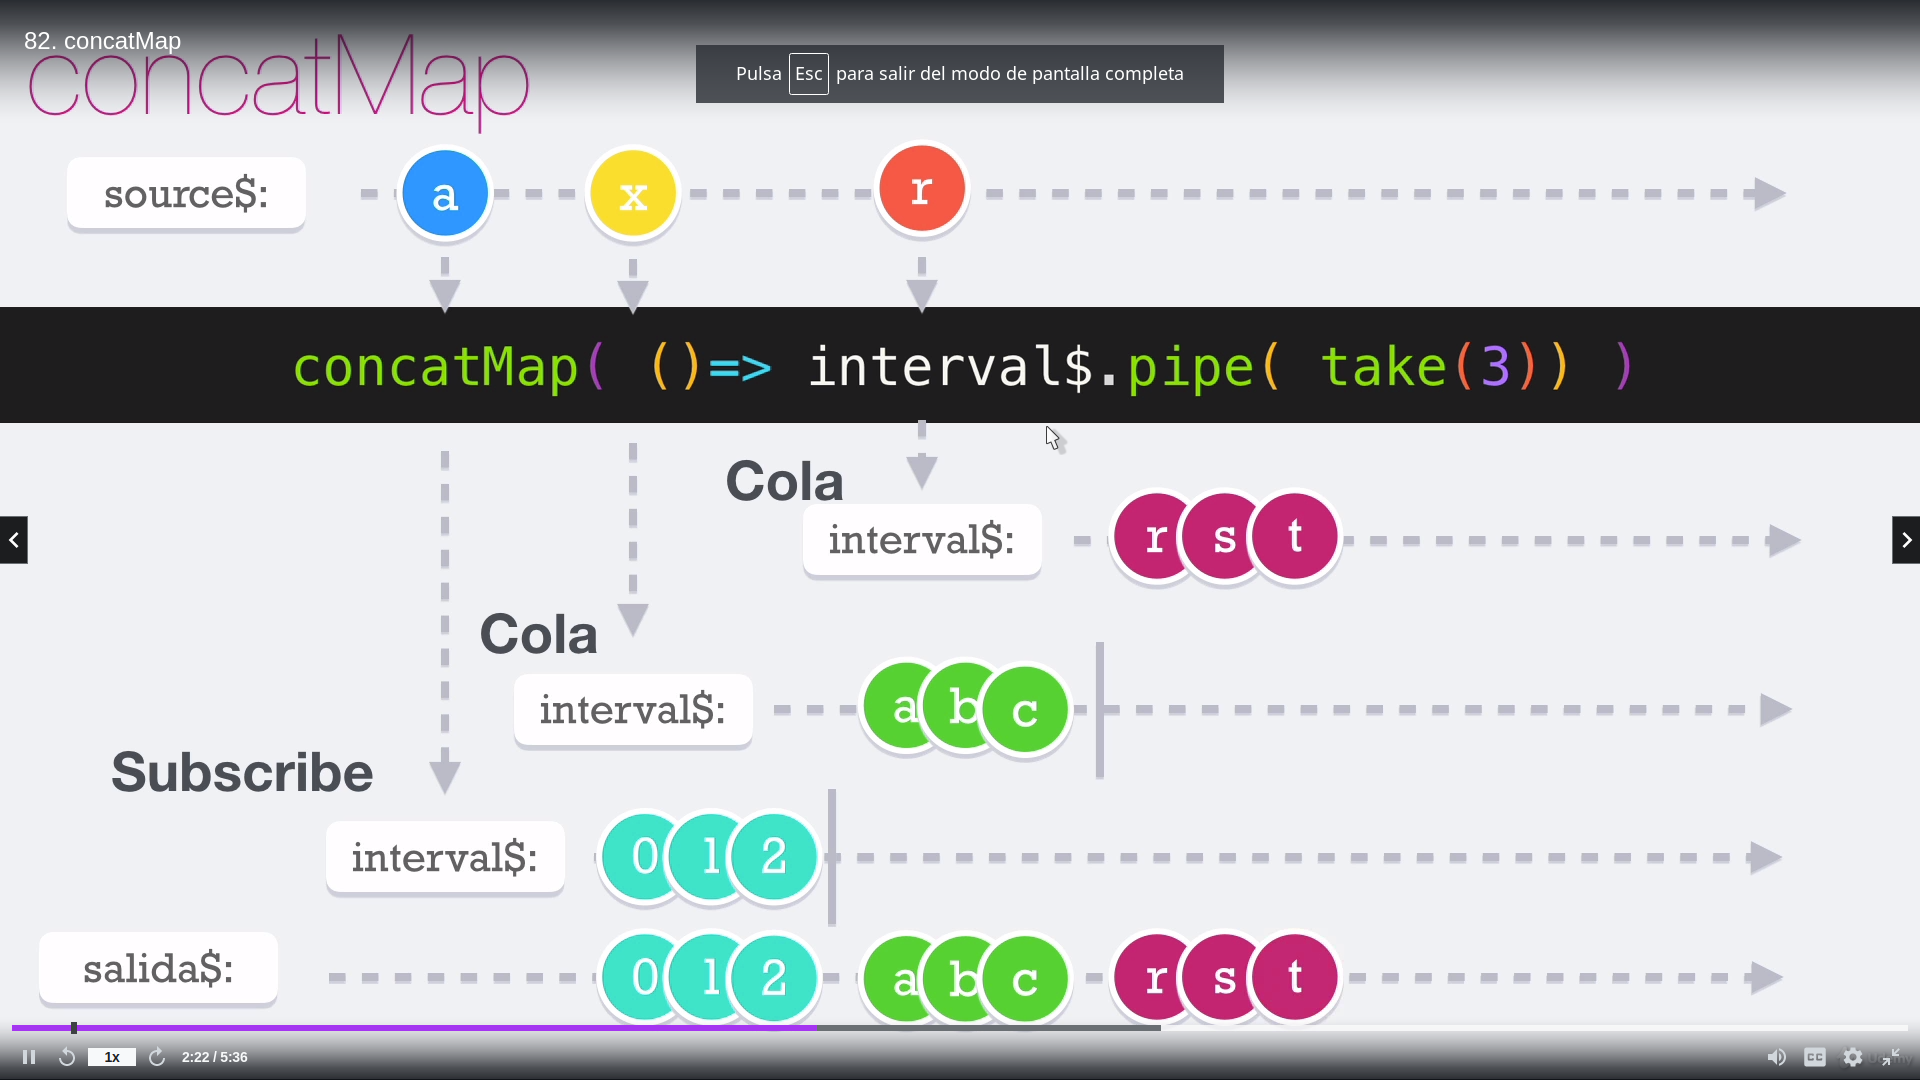 82. concatMap
concatMap
Pulsa Esc para salir del modo de pantalla completa
source$:
a
x
r
concatMap( ()=> interval$.pipe( take(3)) )
Cola
interval$:
r s t
Cola
interval$:
a b c
Subscribe
interval$:
0 1 2
salida$:
0 1 2 a b c r s t
1x
2:22 / 5:36
CC